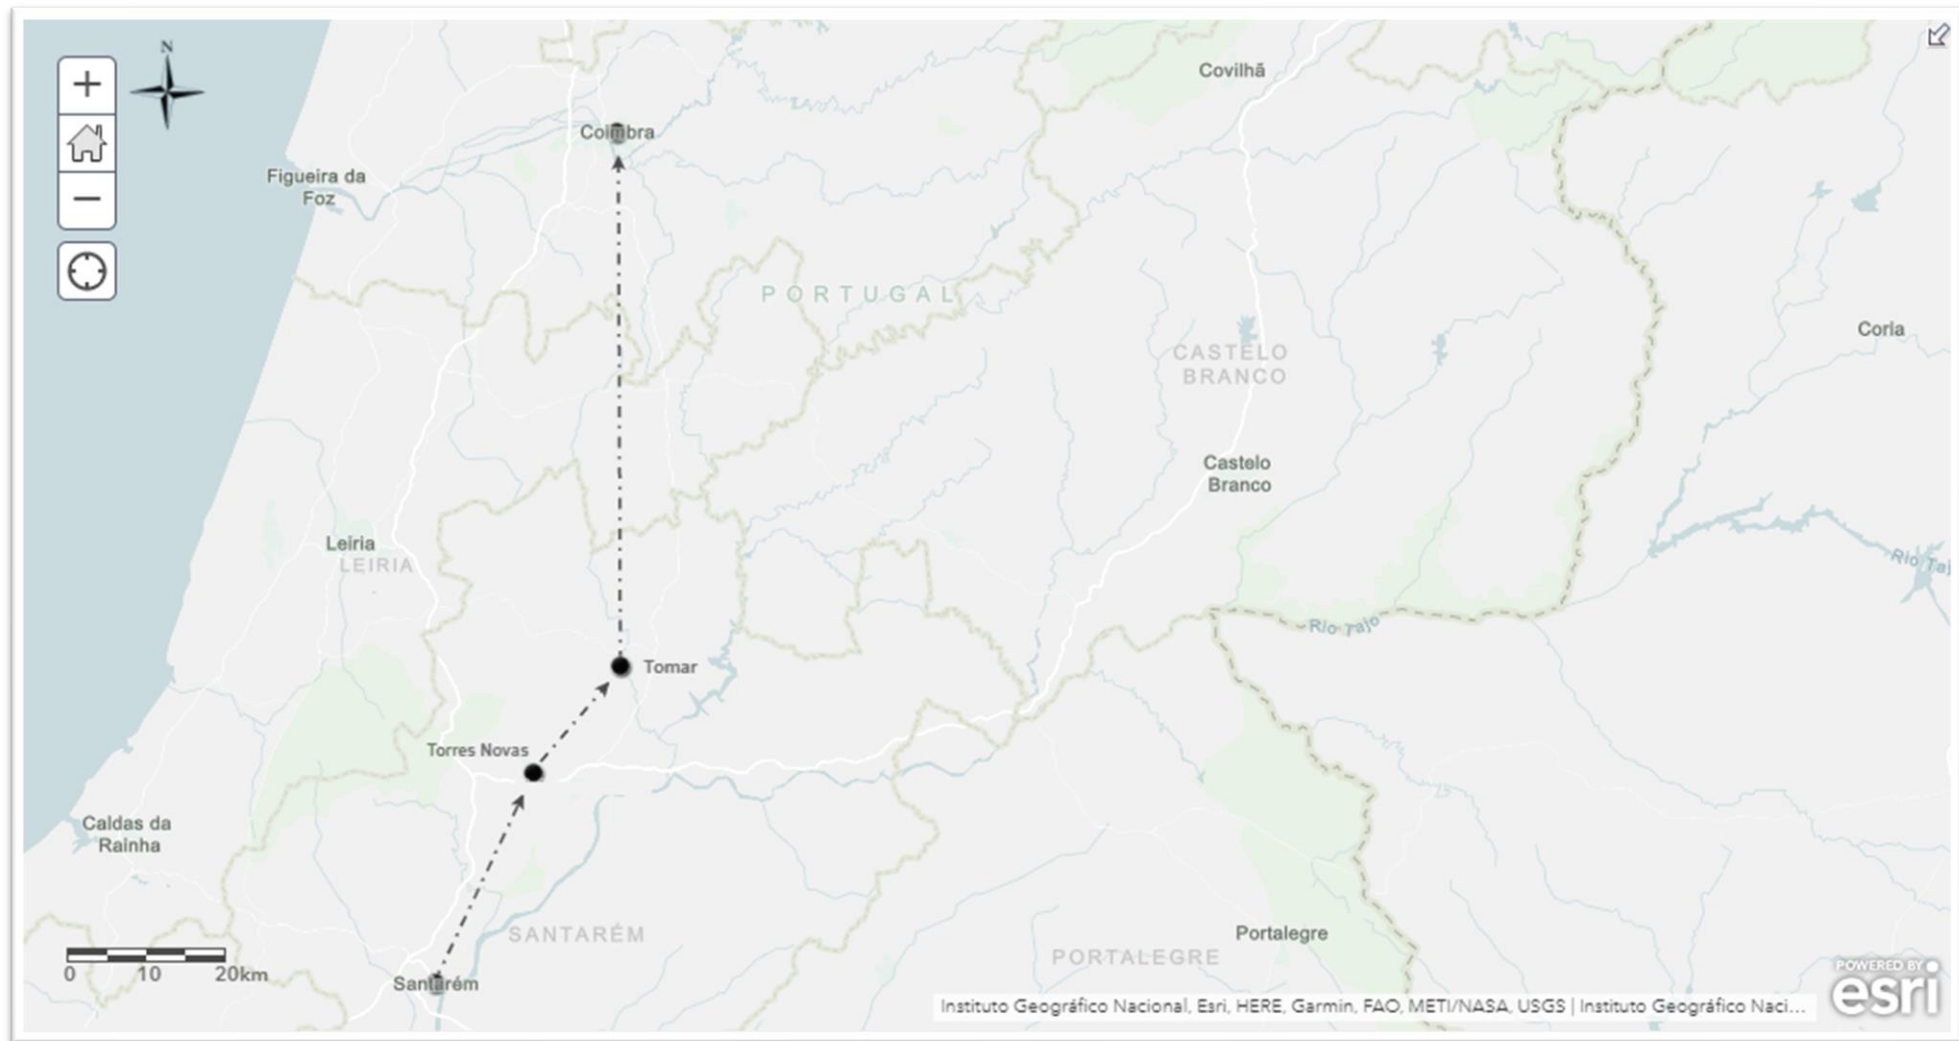 N
Covilhã
Coimbra
Figueira da
Foz
PORTUGAL
Coria
CASTELO
BRANCO
Castelo
Branco
Leiria
LEIRIA
Rio Taj
Rio Tajo
Tomar
Torres Novas
Caldas da
Rainha
SANTARÉM
Portalegre
PORTALEGRE
0 10 20km
Santarém
POWERED BY
esri
Instituto Geográfico Nacional, Esri, HERE, Garmin, FAO, METI/NASA, USGS | Instituto Geográfico Naci...